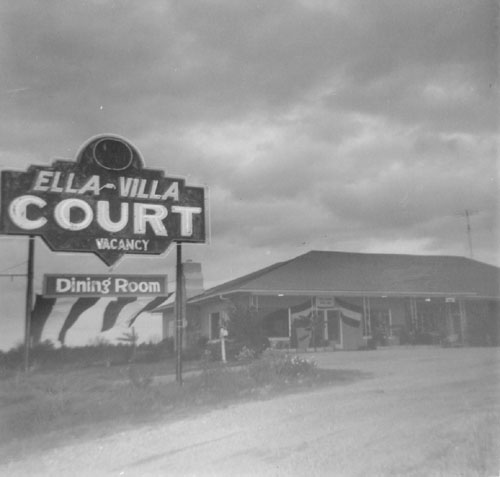 ELLA-VILLA
COURT
VACANCY
Dining Room